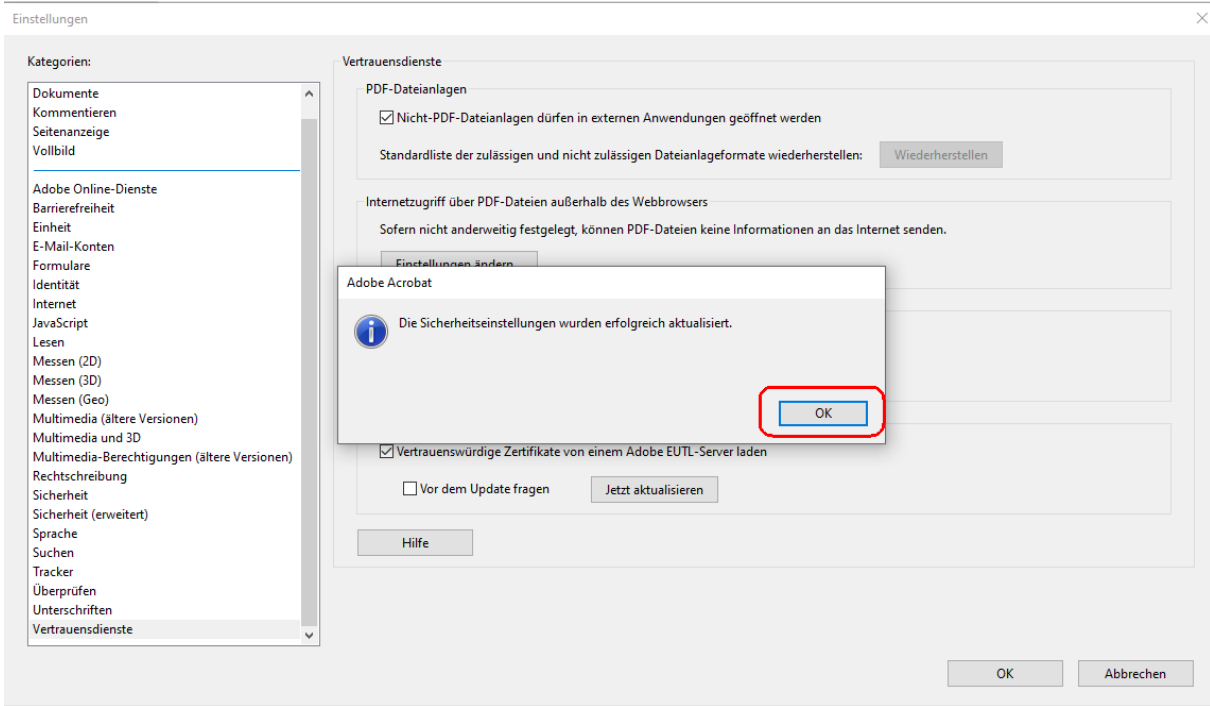 Einstellungen
Kategorien:
Dokumente
Kommentieren
Seitenanzeige
Vollbild
Adobe Online-Dienste
Barrierefreiheit
Einheit
E-Mail-Konten
Formulare
Identität
Internet
JavaScript
Lesen
Messen (2D)
Messen (3D)
Messen (Geo)
Multimedia (ältere Versionen)
Multimedia und 3D
Multimedia-Berechtigungen (ältere Versionen)
Rechtschreibung
Sicherheit
Sicherheit (erweitert)
Sprache
Suchen
Tracker
Überprüfen
Unterschriften
Vertrauensdienste
Vertrauensdienste
PDF-Dateianlagen
Nicht-PDF-Dateianlagen dürfen in externen Anwendungen geöffnet werden
Standardliste der zulässigen und nicht zulässigen Dateianlageformate wiederherstellen: Wiederherstellen
Internetzugriff über PDF-Dateien außerhalb des Webbrowsers
Sofern nicht anderweitig festgelegt, können PDF-Dateien keine Informationen an das Internet senden.
Einstellungen ändern
Adobe Acrobat
Die Sicherheitseinstellungen wurden erfolgreich aktualisiert.
OK
Vertrauenswürdige Zertifikate von einem Adobe EUTL-Server laden
Vor dem Update fragen Jetzt aktualisieren
Hilfe
OK Abbrechen